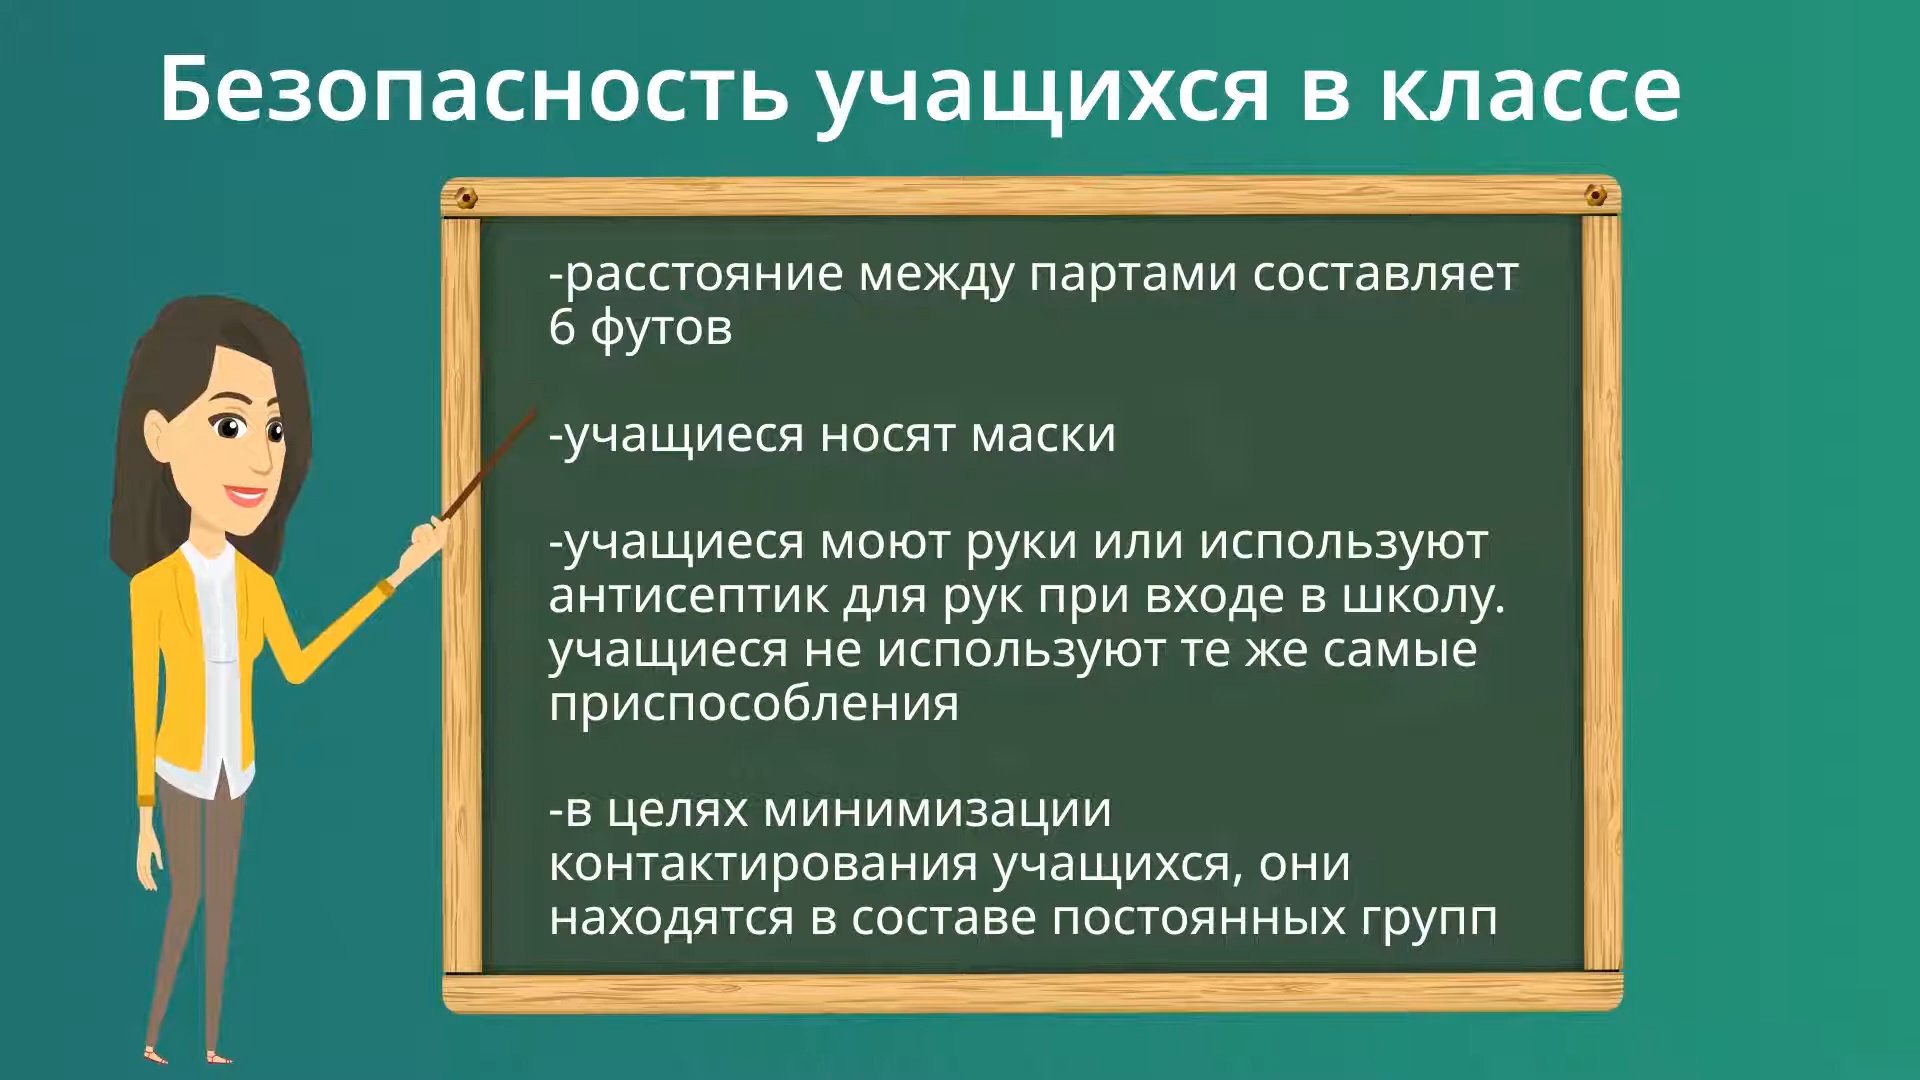 Безопасность учащихся в классе
-расстояние между партами составляет
6 футов
-учащиеся носят маски
-учащиеся моют руки или используют
антисептик для рук при входе в школу.
учащиеся не используют те же самые
приспособления
-в целях минимизации
контактирования учащихся, они
находятся в составе постоянных групп